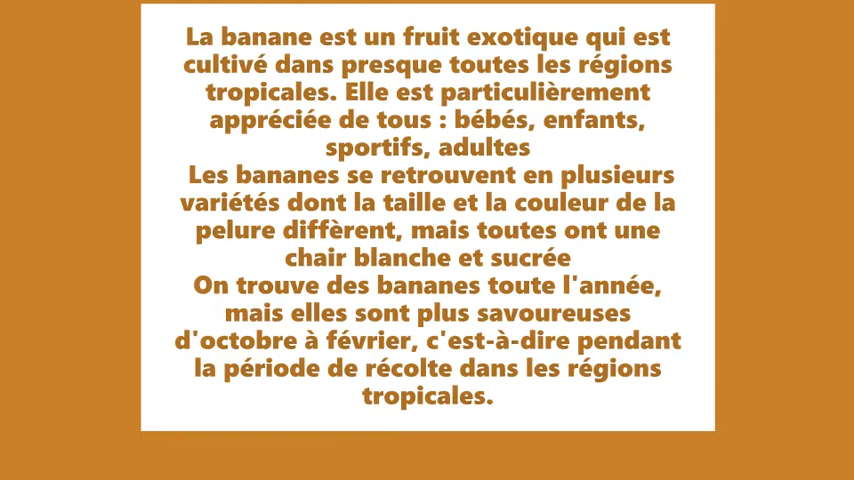 La banane est un fruit exotique qui est
cultivé dans presque toutes les régions
tropicales. Elle est particulièrement
appréciée de tous : bébés, enfants,
sportifs, adultes
Les bananes se retrouvent en plusieurs
variétés dont la taille et la couleur de la
pelure diffèrent, mais toutes ont une
chair blanche et sucrée
On trouve des bananes toute l'année,
mais elles sont plus savoureuses
d'octobre à février, c'est-à-dire pendant
la période de récolte dans les régions
tropicales.